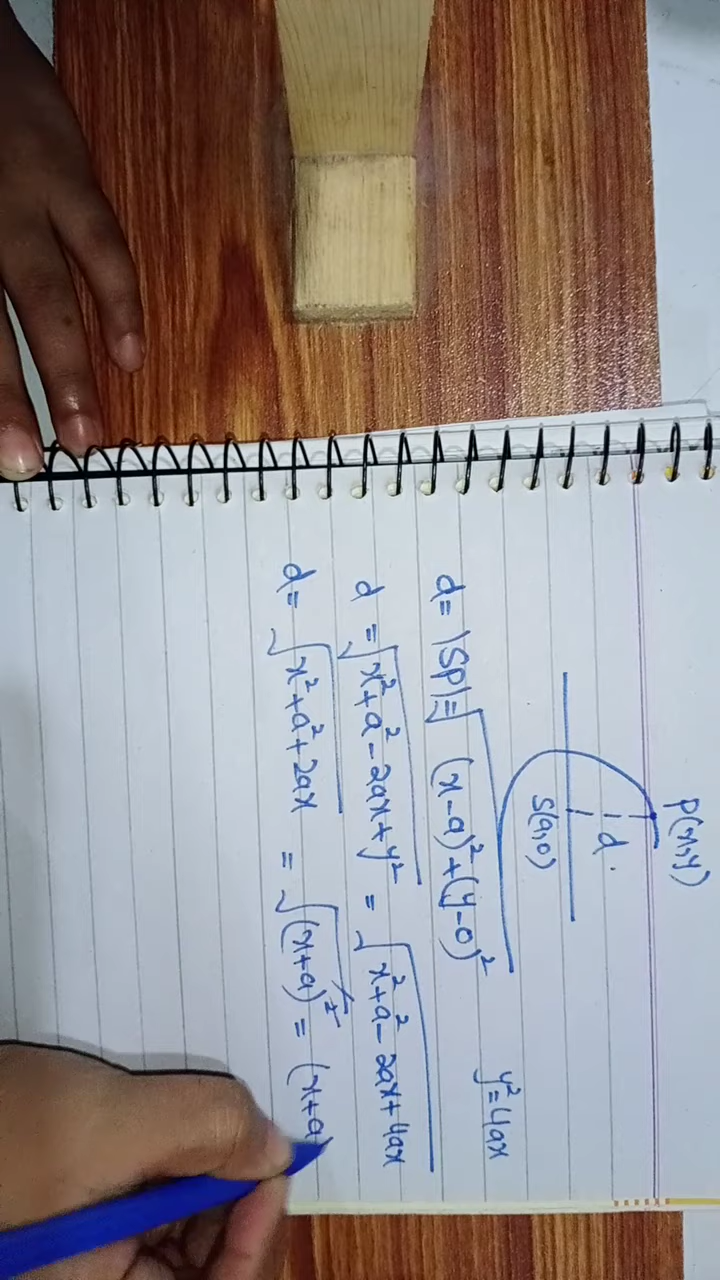 P(x,y)
d.
S(a,0)
y²=4ax
d= |SP|= √(x-a)²+(y-0)²
d = √x²+a²-2ax+y² = √x²+a²-2ax+4ax
d= √x²+a²+2ax = √(x+a)² = (x+a)